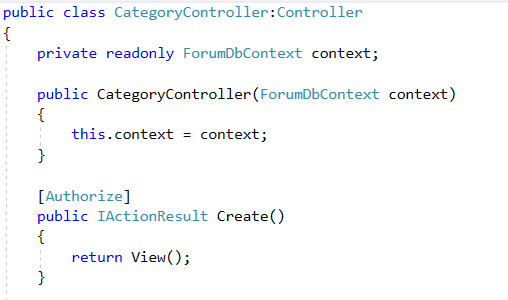 public class CategoryController:Controller
{
    private readonly ForumDbContext context;

    public CategoryController(ForumDbContext context)
    {
        this.context = context;
    }

    [Authorize]
    public IActionResult Create()
    {
        return View();
    }